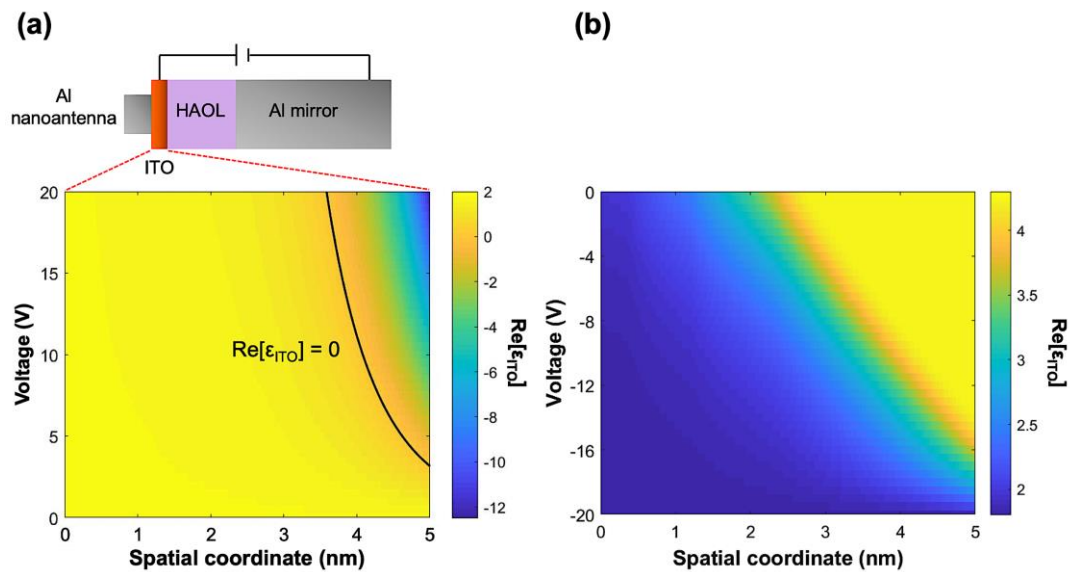 (a)
Al
nanoantenna
HAOL
Al mirror
ITO
Voltage (V)
20
15
10
5
0
Re[εITO] = 0
0
1
2
3
4
5
Spatial coordinate (nm)
2
0
-2
-4
-6
-8
-10
-12
Re[εITO]
(b)
Voltage (V)
0
-4
-8
-12
-16
-20
0
1
2
3
4
5
Spatial coordinate (nm)
4
3.5
3
2.5
2
Re[εITO]